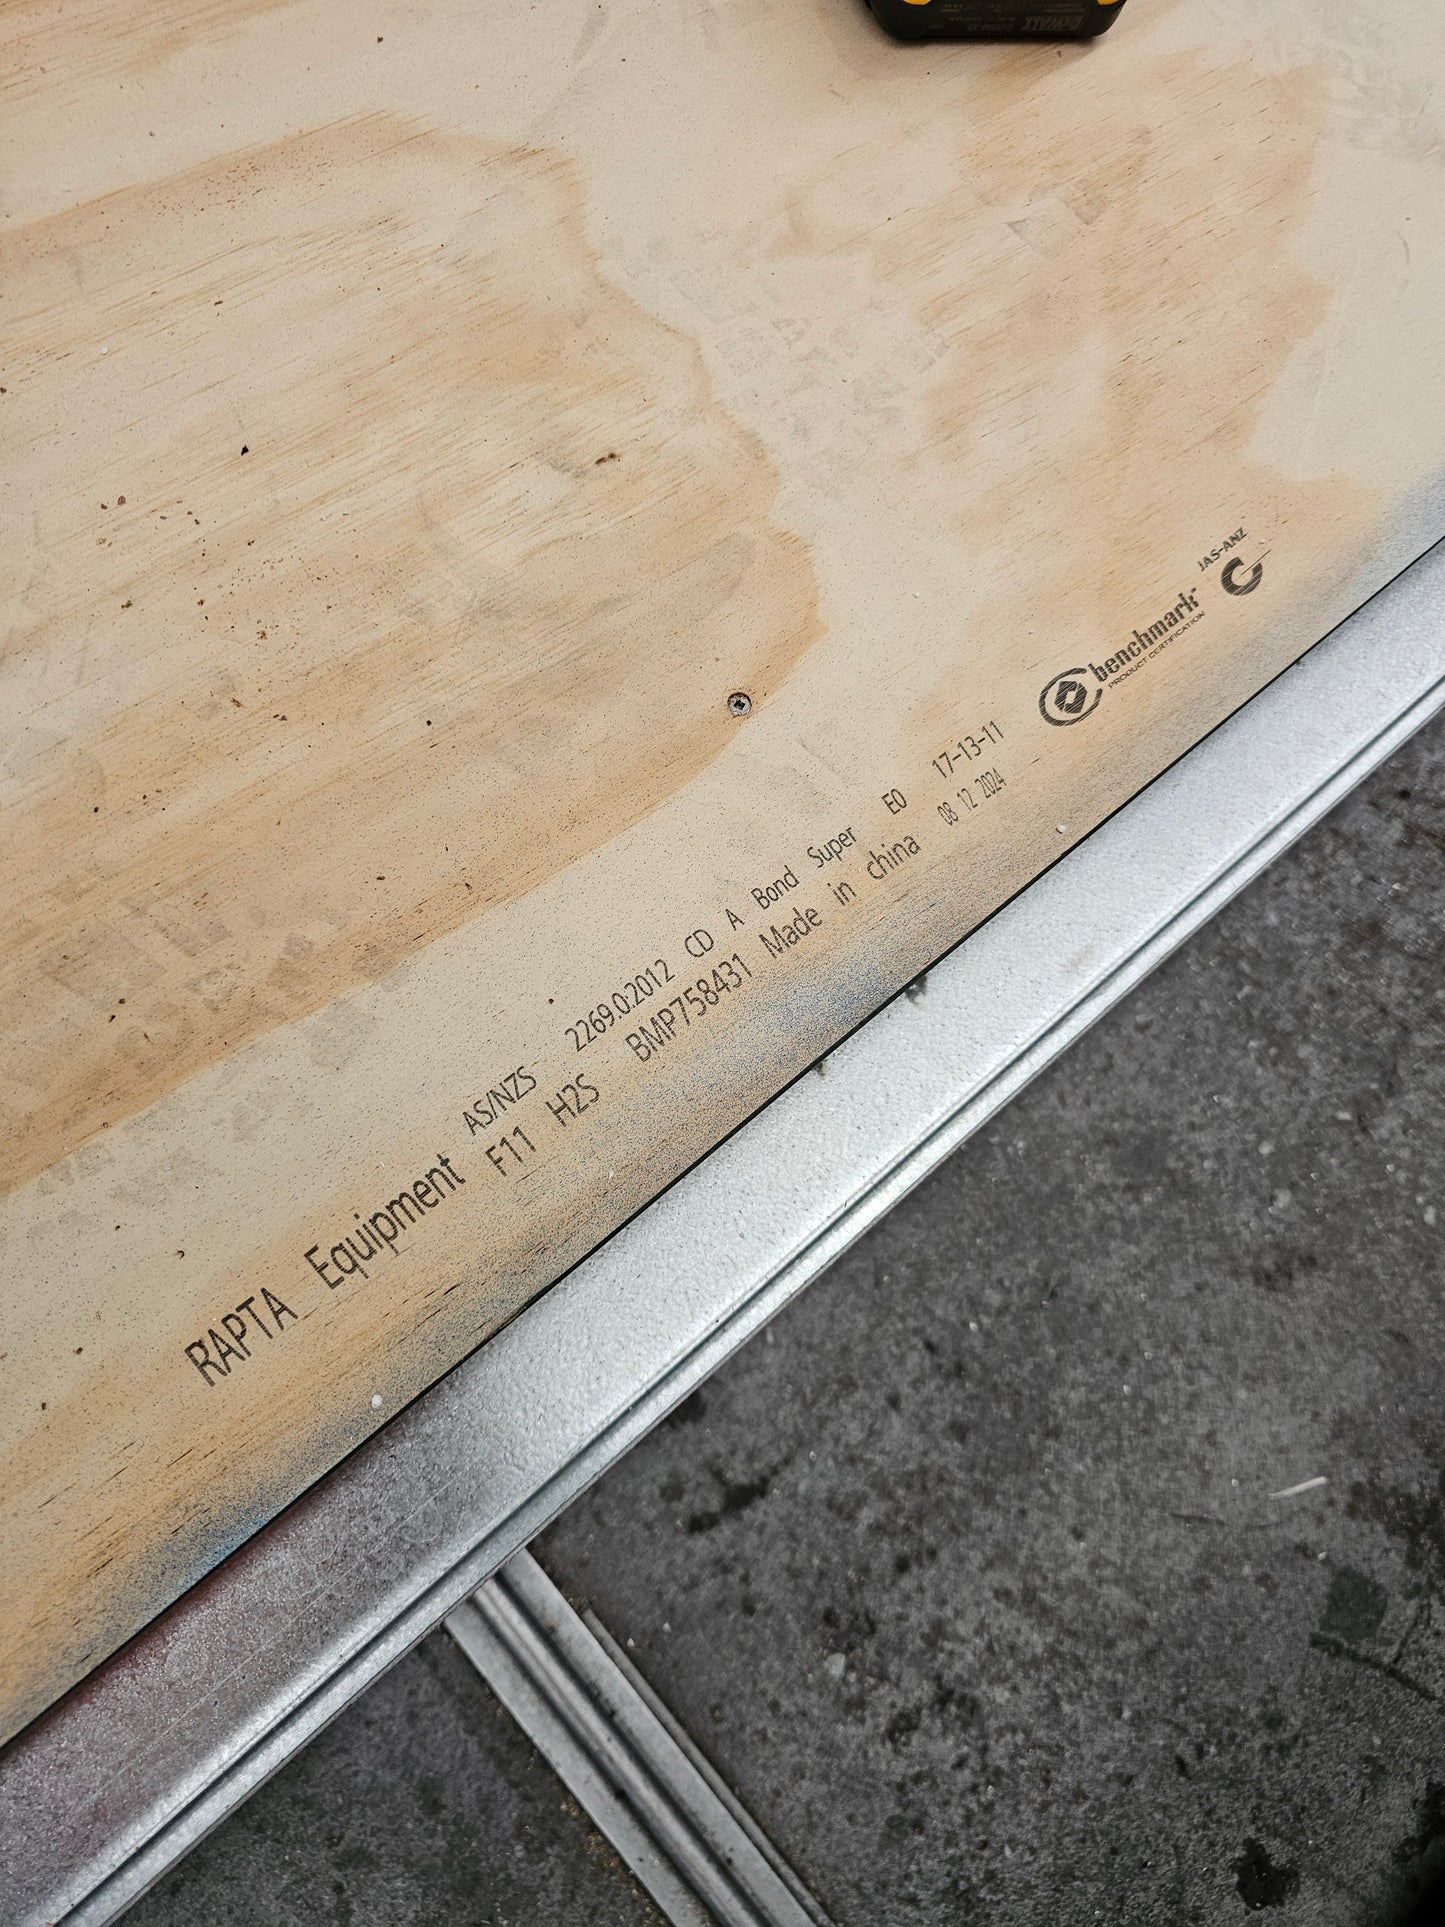 DEWALT
RAPTA Equipment AS/NZS 2269.0:2012 CD A Bond Super E0 17-13-11
F11 H2S BMP758431 Made in china 08 12 2024
benchmark
PRODUCT CERTIFICATION
JAS-ANZ